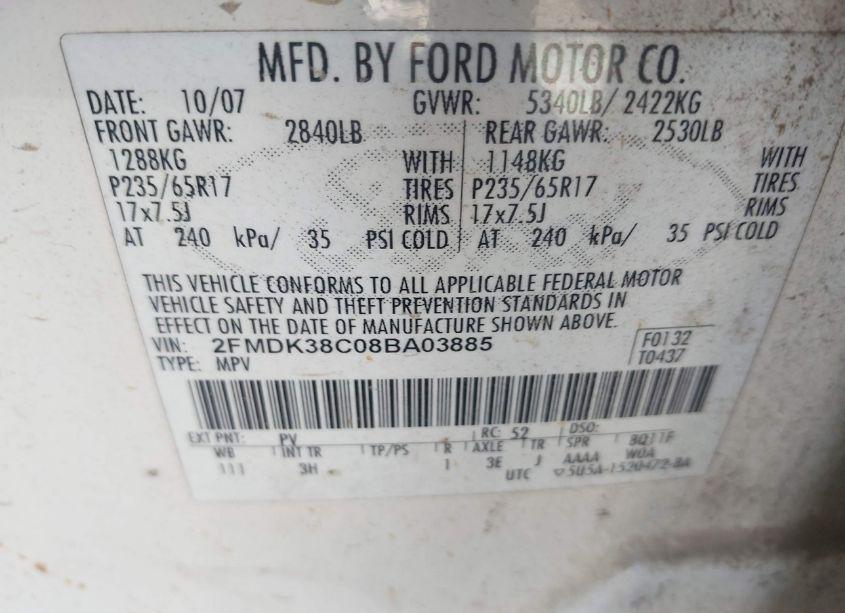 MFD. BY FORD MOTOR CO.
DATE: 10/07 GVWR: 5340LB/ 2422KG
FRONT GAWR: 2840LB REAR GAWR: 2530LB
1288KG WITH 1148KG WITH
P235/65R17 TIRES P235/65R17 TIRES
17x7.5J RIMS 17x7.5J RIMS
AT 240 kPa/ 35 PSI COLD AT 240 kPa/ 35 PSI COLD
THIS VEHICLE CONFORMS TO ALL APPLICABLE FEDERAL MOTOR
VEHICLE SAFETY AND THEFT PREVENTION STANDARDS IN
EFFECT ON THE DATE OF MANUFACTURE SHOWN ABOVE.
VIN: 2FMDK38C08BA03885 F0132
TYPE: MPV T0437
EXT PNT: PV RC: 52 DSO:
WB INT TR TP/PS R AXLE TR SPR
111 3H 1 3E J AAAA
UTC